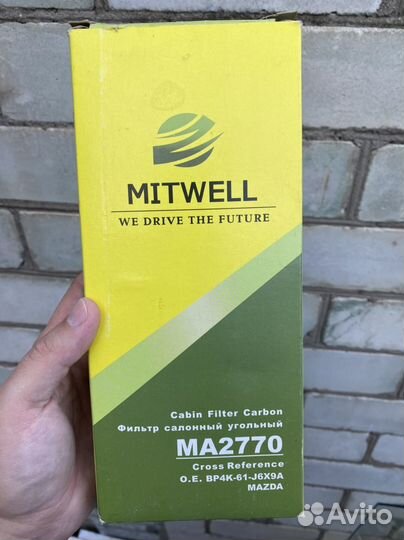 MITWELL
WE DRIVE THE FUTURE
Cabin Filter Carbon
Фильтр салонный угольный
MA2770
Cross Reference
O.E. BP4K-61-J6X9A
MAZDA
Avito